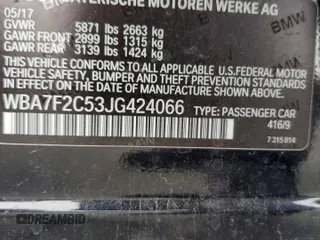 BAYERISCHE MOTOREN WERKE AG
05/17
GVWR 5871 lbs 2663 kg
GAWR FRONT 2899 lbs 1315 kg
GAWR REAR 3139 lbs 1424 kg
BMW
THIS VEHICLE CONFORMS TO ALL APPLICABLE U.S. FEDERAL
MOTOR VEHICLE SAFETY, BUMPER AND THEFT PREVENTION
STANDARDS IN EFFECT ON THE DATE OF MANUFACTURE SHOWN ABOVE.
WBA7F2C53JG424066 TYPE: PASSENGER CAR
416/9
7315814
© DREAMBID